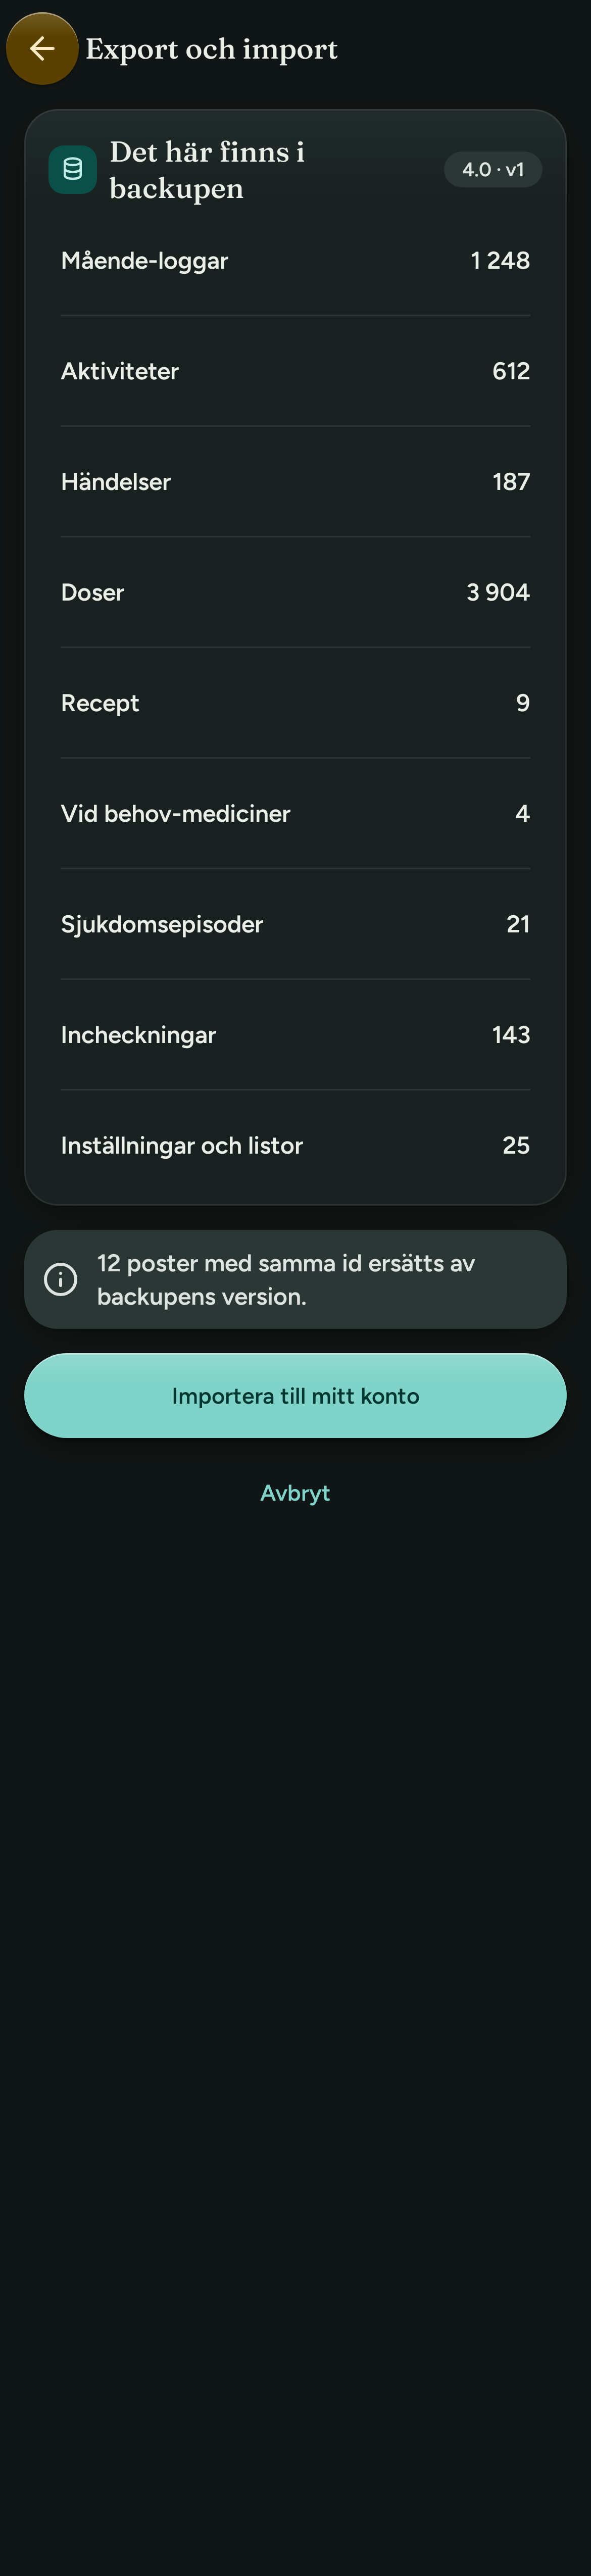 Export och import
Det här finns i
backupen
4.0 · v1
Mående-loggar 1 248
Aktiviteter 612
Händelser 187
Doser 3 904
Recept 9
Vid behov-mediciner 4
Sjukdomsepisoder 21
Incheckningar 143
Inställningar och listor 25
12 poster med samma id ersätts av
backupens version.
Importera till mitt konto
Avbryt